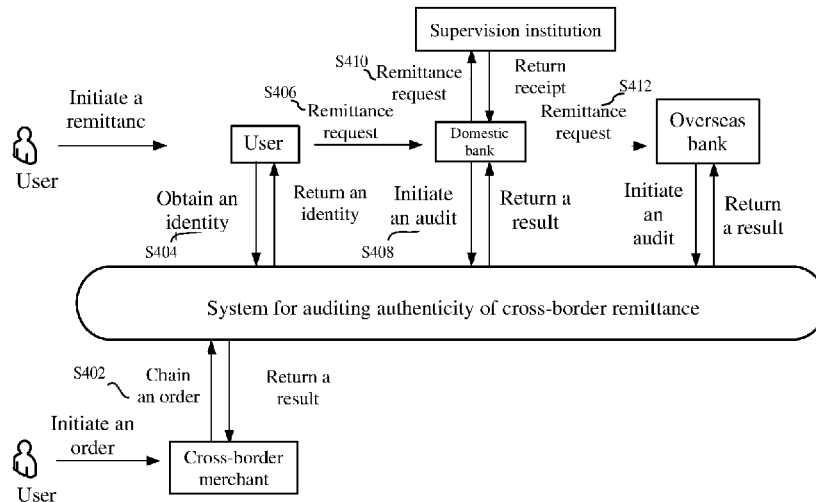 Supervision institution
S410
Remittance
request
Return
receipt
S412
Initiate a
remittanc
S406
Remittance
request
Remittance
request
User
User
Domestic
bank
Overseas
bank
Obtain an
identity
S404
Return an
identity
Initiate
an audit
S408
Return a
result
Initiate
an
audit
Return
a result
System for auditing authenticity of cross-border remittance
S402
Chain
an order
Return a
result
Initiate an
order
User
Cross-border
merchant